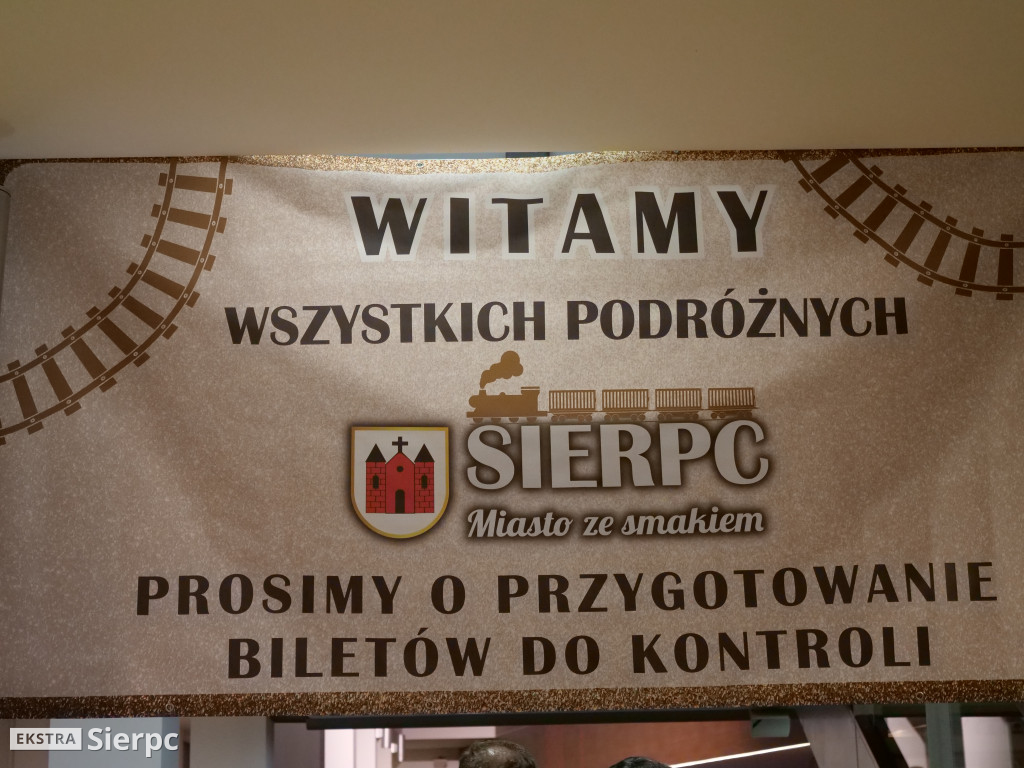 WITAMY
WSZYSTKICH PODRÓŻNYCH
SIERPC
Miasto ze smakiem
PROSIMY O PRZYGOTOWANIE
BILETÓW DO KONTROLI
EKSTRA Sierpc